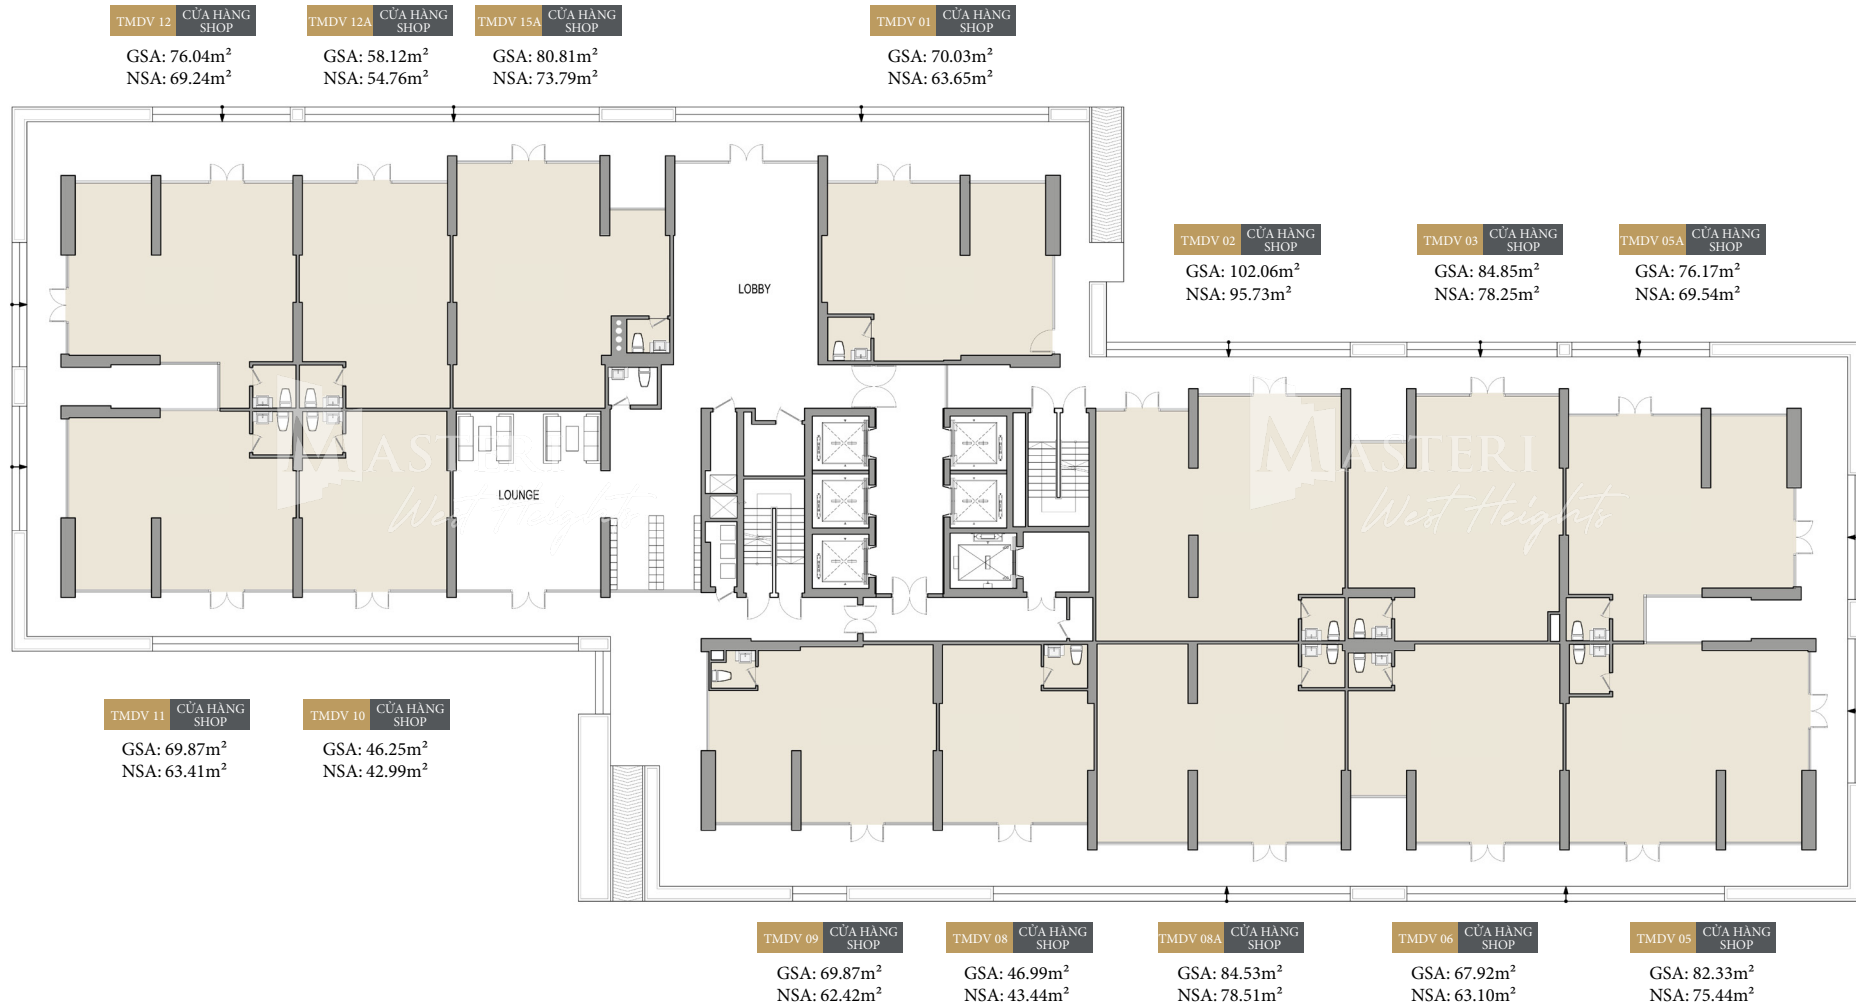 TMDV 12 CỬA HÀNG SHOP
GSA: 76.04m²
NSA: 69.24m²
TMDV 12A CỬA HÀNG SHOP
GSA: 58.12m²
NSA: 54.76m²
TMDV 15A CỬA HÀNG SHOP
GSA: 80.81m²
NSA: 73.79m²
TMDV 01 CỬA HÀNG SHOP
GSA: 70.03m²
NSA: 63.65m²
TMDV 02 CỬA HÀNG SHOP
GSA: 102.06m²
NSA: 95.73m²
TMDV 03 CỬA HÀNG SHOP
GSA: 84.85m²
NSA: 78.25m²
TMDV 05A CỬA HÀNG SHOP
GSA: 76.17m²
NSA: 69.54m²
LOBBY
MASTERI
West Heights
LOUNGE
MASTERI
West Heights
TMDV 11 CỬA HÀNG SHOP
GSA: 69.87m²
NSA: 63.41m²
TMDV 10 CỬA HÀNG SHOP
GSA: 46.25m²
NSA: 42.99m²
TMDV 09 CỬA HÀNG SHOP
GSA: 69.87m²
NSA: 62.42m²
TMDV 08 CỬA HÀNG SHOP
GSA: 46.99m²
NSA: 43.44m²
TMDV 08A CỬA HÀNG SHOP
GSA: 84.53m²
NSA: 78.51m²
TMDV 06 CỬA HÀNG SHOP
GSA: 67.92m²
NSA: 63.10m²
TMDV 05 CỬA HÀNG SHOP
GSA: 82.33m²
NSA: 75.44m²